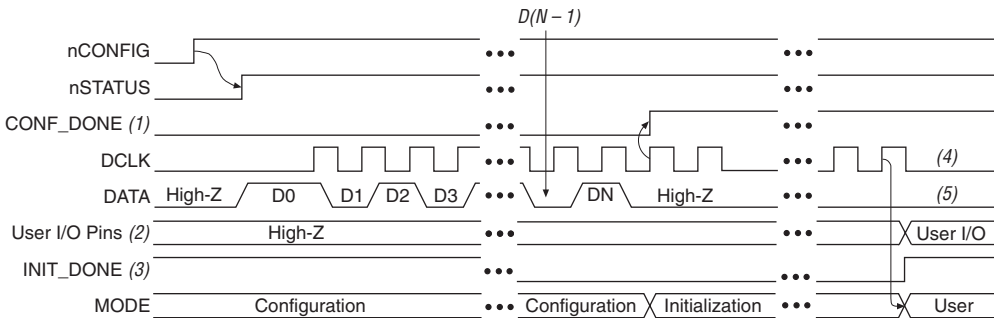 D(N – 1)
nCONFIG
nSTATUS
CONF_DONE (1)
DCLK (4)
DATA High-Z D0 D1 D2 D3 DN High-Z (5)
User I/O Pins (2) High-Z User I/O
INIT_DONE (3)
MODE Configuration Configuration Initialization User